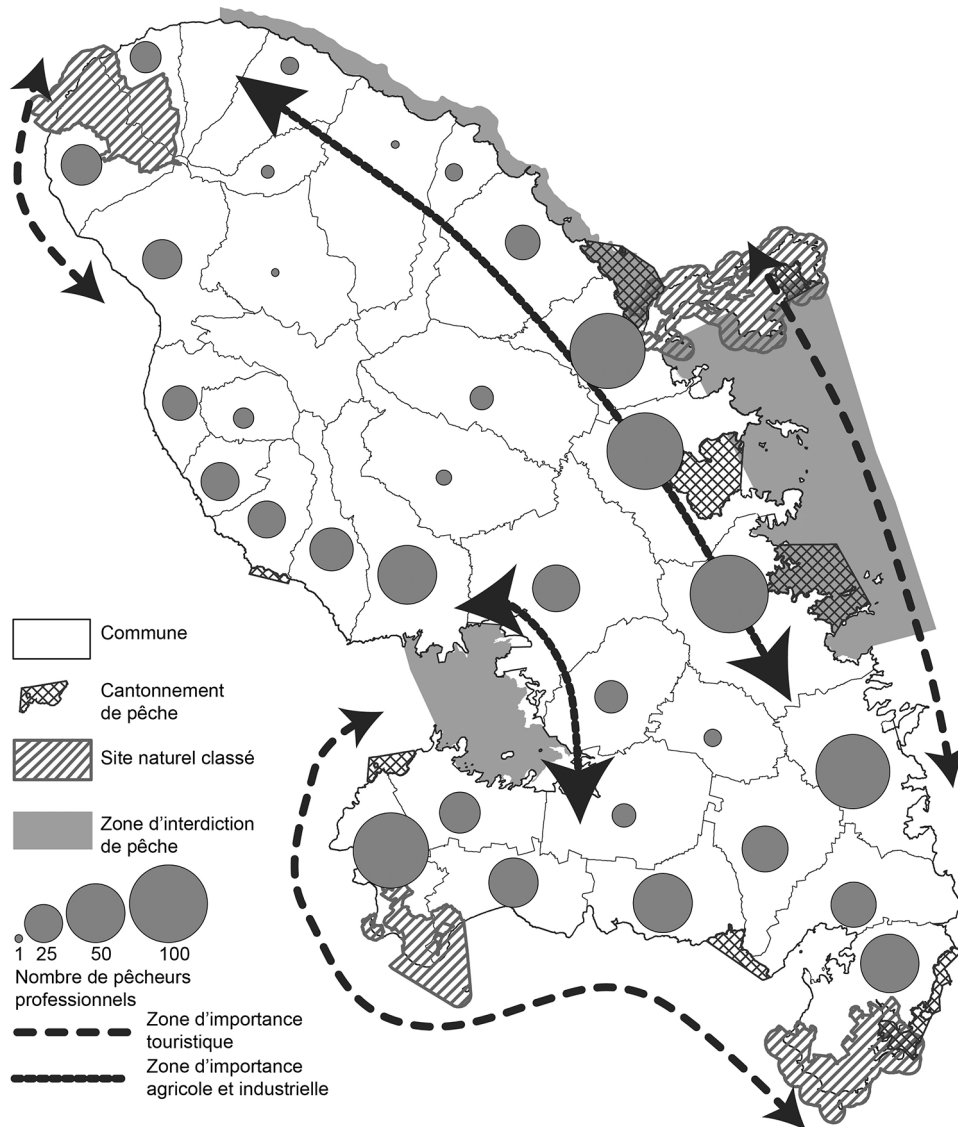 Commune
Cantonnement
de pêche
Site naturel classé
Zone d'interdiction
de pêche
1 25 50 100
Nombre de pêcheurs
professionnels
Zone d'importance
touristique
Zone d'importance
agricole et industrielle